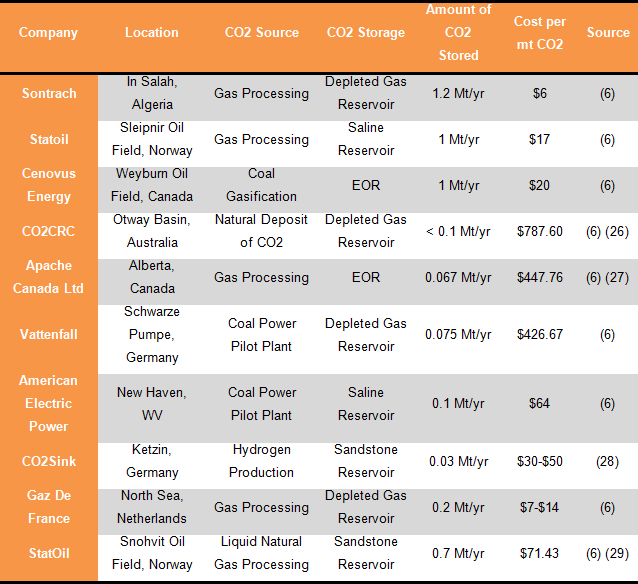 Company Location CO2 Source CO2 Storage Amount of CO2 Stored Cost per mt CO2 Source
Sontrach In Salah, Algeria Gas Processing Depleted Gas Reservoir 1.2 Mt/yr $6 (6)
Statoil Sleipnir Oil Field, Norway Gas Processing Saline Reservoir 1 Mt/yr $17 (6)
Cenovus Energy Weyburn Oil Field, Canada Coal Gasification EOR 1 Mt/yr $20 (6)
CO2CRC Otway Basin, Australia Natural Deposit of CO2 Depleted Gas Reservoir < 0.1 Mt/yr $787.60 (6) (26)
Apache Canada Ltd Alberta, Canada Gas Processing EOR 0.067 Mt/yr $447.76 (6) (27)
Vattenfall Schwarze Pumpe, Germany Coal Power Pilot Plant Depleted Gas Reservoir 0.075 Mt/yr $426.67 (6)
American Electric Power New Haven, WV Coal Power Pilot Plant Saline Reservoir 0.1 Mt/yr $64 (6)
CO2Sink Ketzin, Germany Hydrogen Production Sandstone Reservoir 0.03 Mt/yr $30-$50 (28)
Gaz De France North Sea, Netherlands Gas Processing Depleted Gas Reservoir 0.2 Mt/yr $7-$14 (6)
StatOil Snohvit Oil Field, Norway Liquid Natural Gas Processing Sandstone Reservoir 0.7 Mt/yr $71.43 (6) (29)